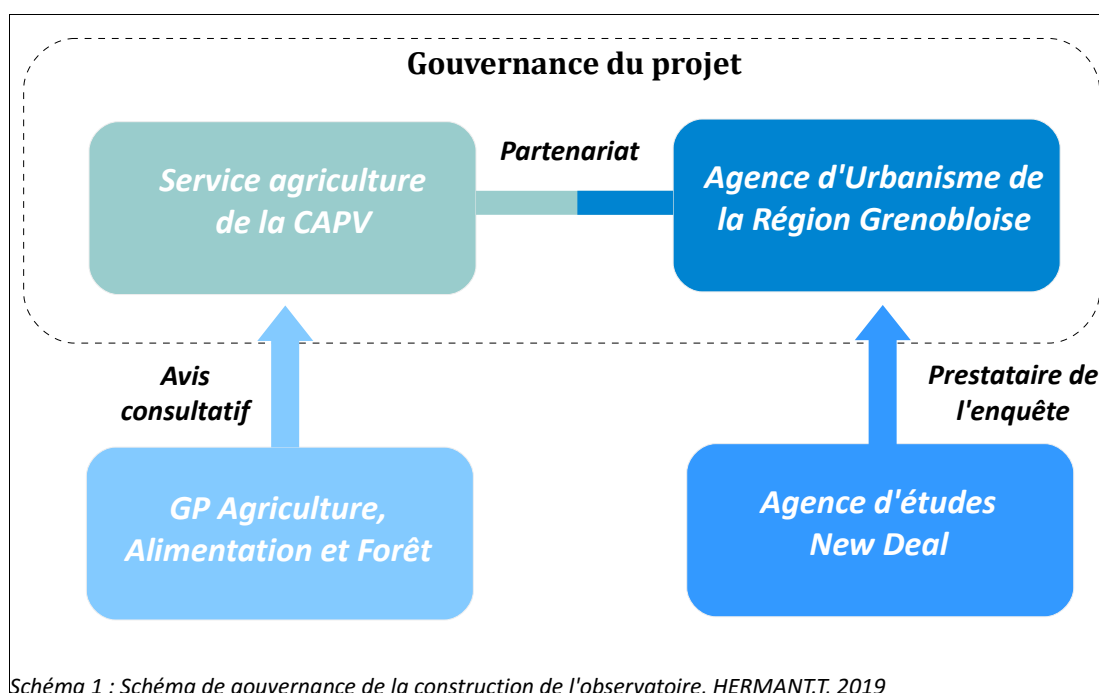 Gouvernance du projet
Service agriculture
de la CAPV
Partenariat
Agence d'Urbanisme de
la Région Grenobloise
Avis
consultatif
Prestataire de
l'enquête
GP Agriculture,
Alimentation et Forêt
Agence d'études
New Deal
Schéma 1 : Schéma de gouvernance de la construction de l'observatoire. HERMANT.T. 2019